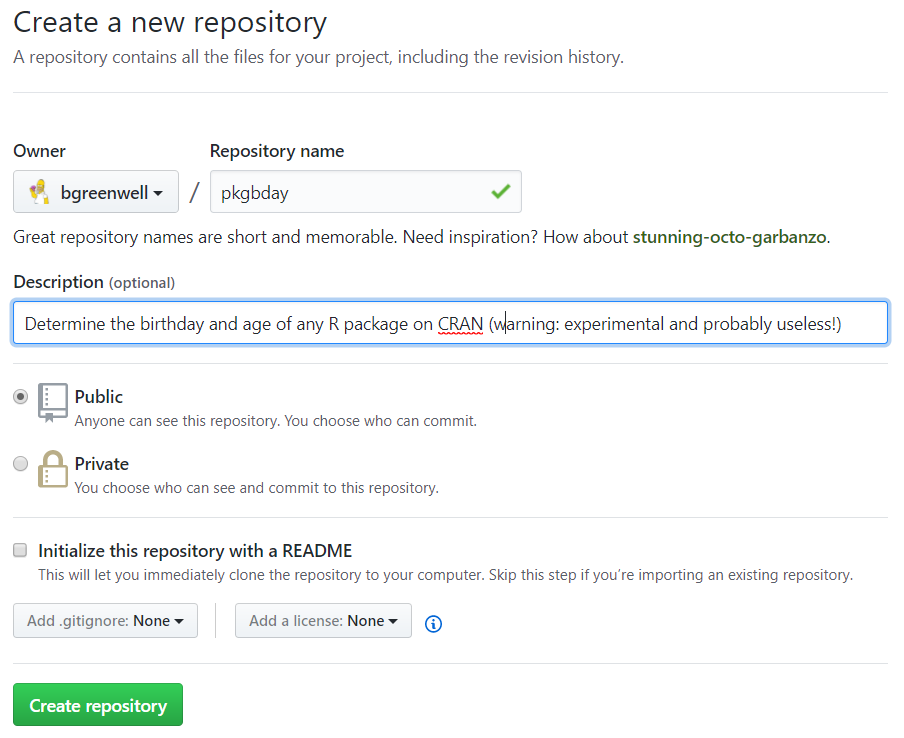 Create a new repository
A repository contains all the files for your project, including the revision history.
Owner Repository name
bgreenwell / pkgbday
Great repository names are short and memorable. Need inspiration? How about stunning-octo-garbanzo.
Description (optional)
Determine the birthday and age of any R package on CRAN (warning: experimental and probably useless!)
Public
Anyone can see this repository. You choose who can commit.
Private
You choose who can see and commit to this repository.
Initialize this repository with a README
This will let you immediately clone the repository to your computer. Skip this step if you’re importing an existing repository.
Add .gitignore: None Add a license: None
Create repository